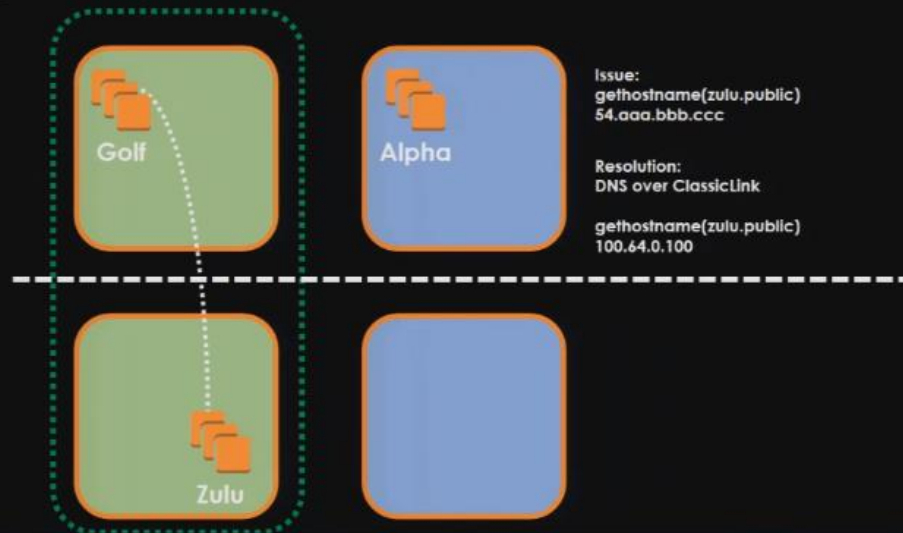 Golf
Alpha
Issue:
gethostname(zulu.public)
54.aaa.bbb.ccc
Resolution:
DNS over ClassicLink
gethostname(zulu.public)
100.64.0.100
Zulu